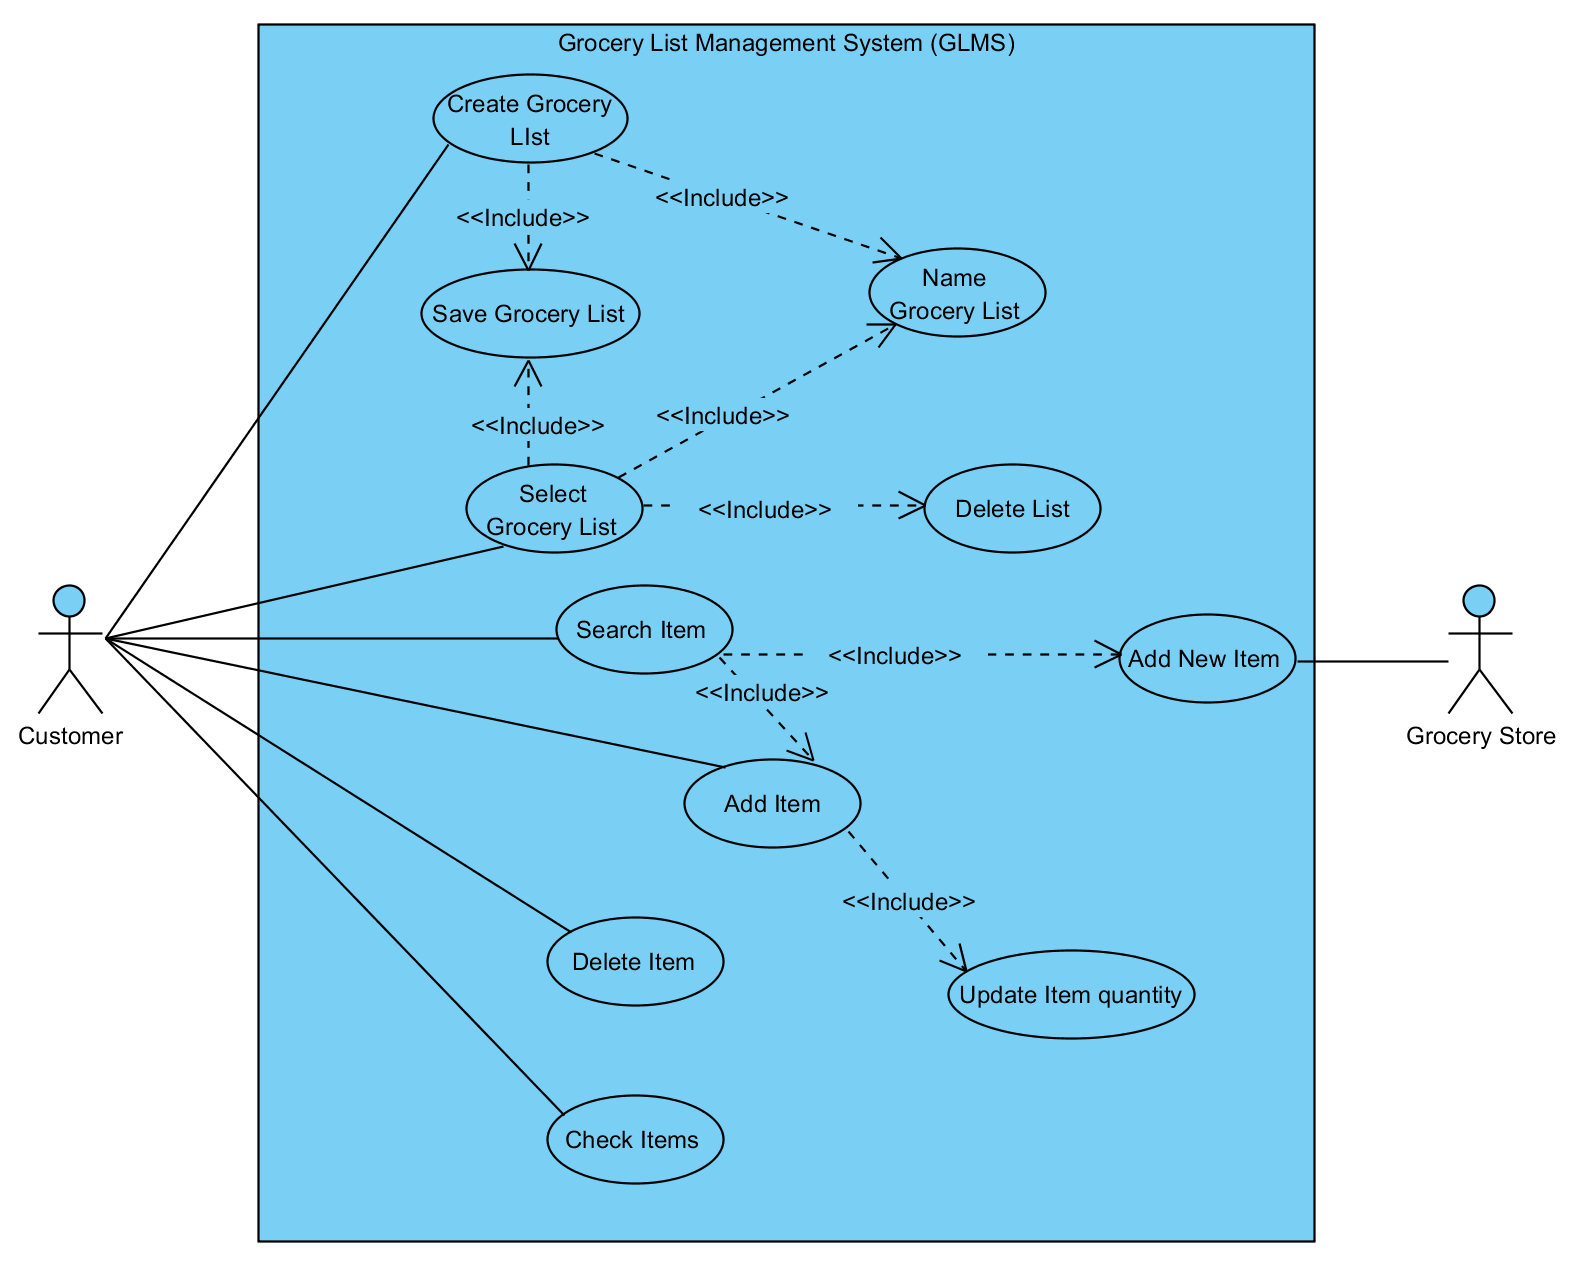 Grocery List Management System (GLMS)
Create Grocery
LIst
<<Include>>
<<Include>>
Name
Grocery List
Save Grocery List
<<Include>>
<<Include>>
Select
Grocery List
<<Include>>
Delete List
Search Item
<<Include>>
Add New Item
<<Include>>
Customer
Grocery Store
Add Item
<<Include>>
Delete Item
Update Item quantity
Check Items